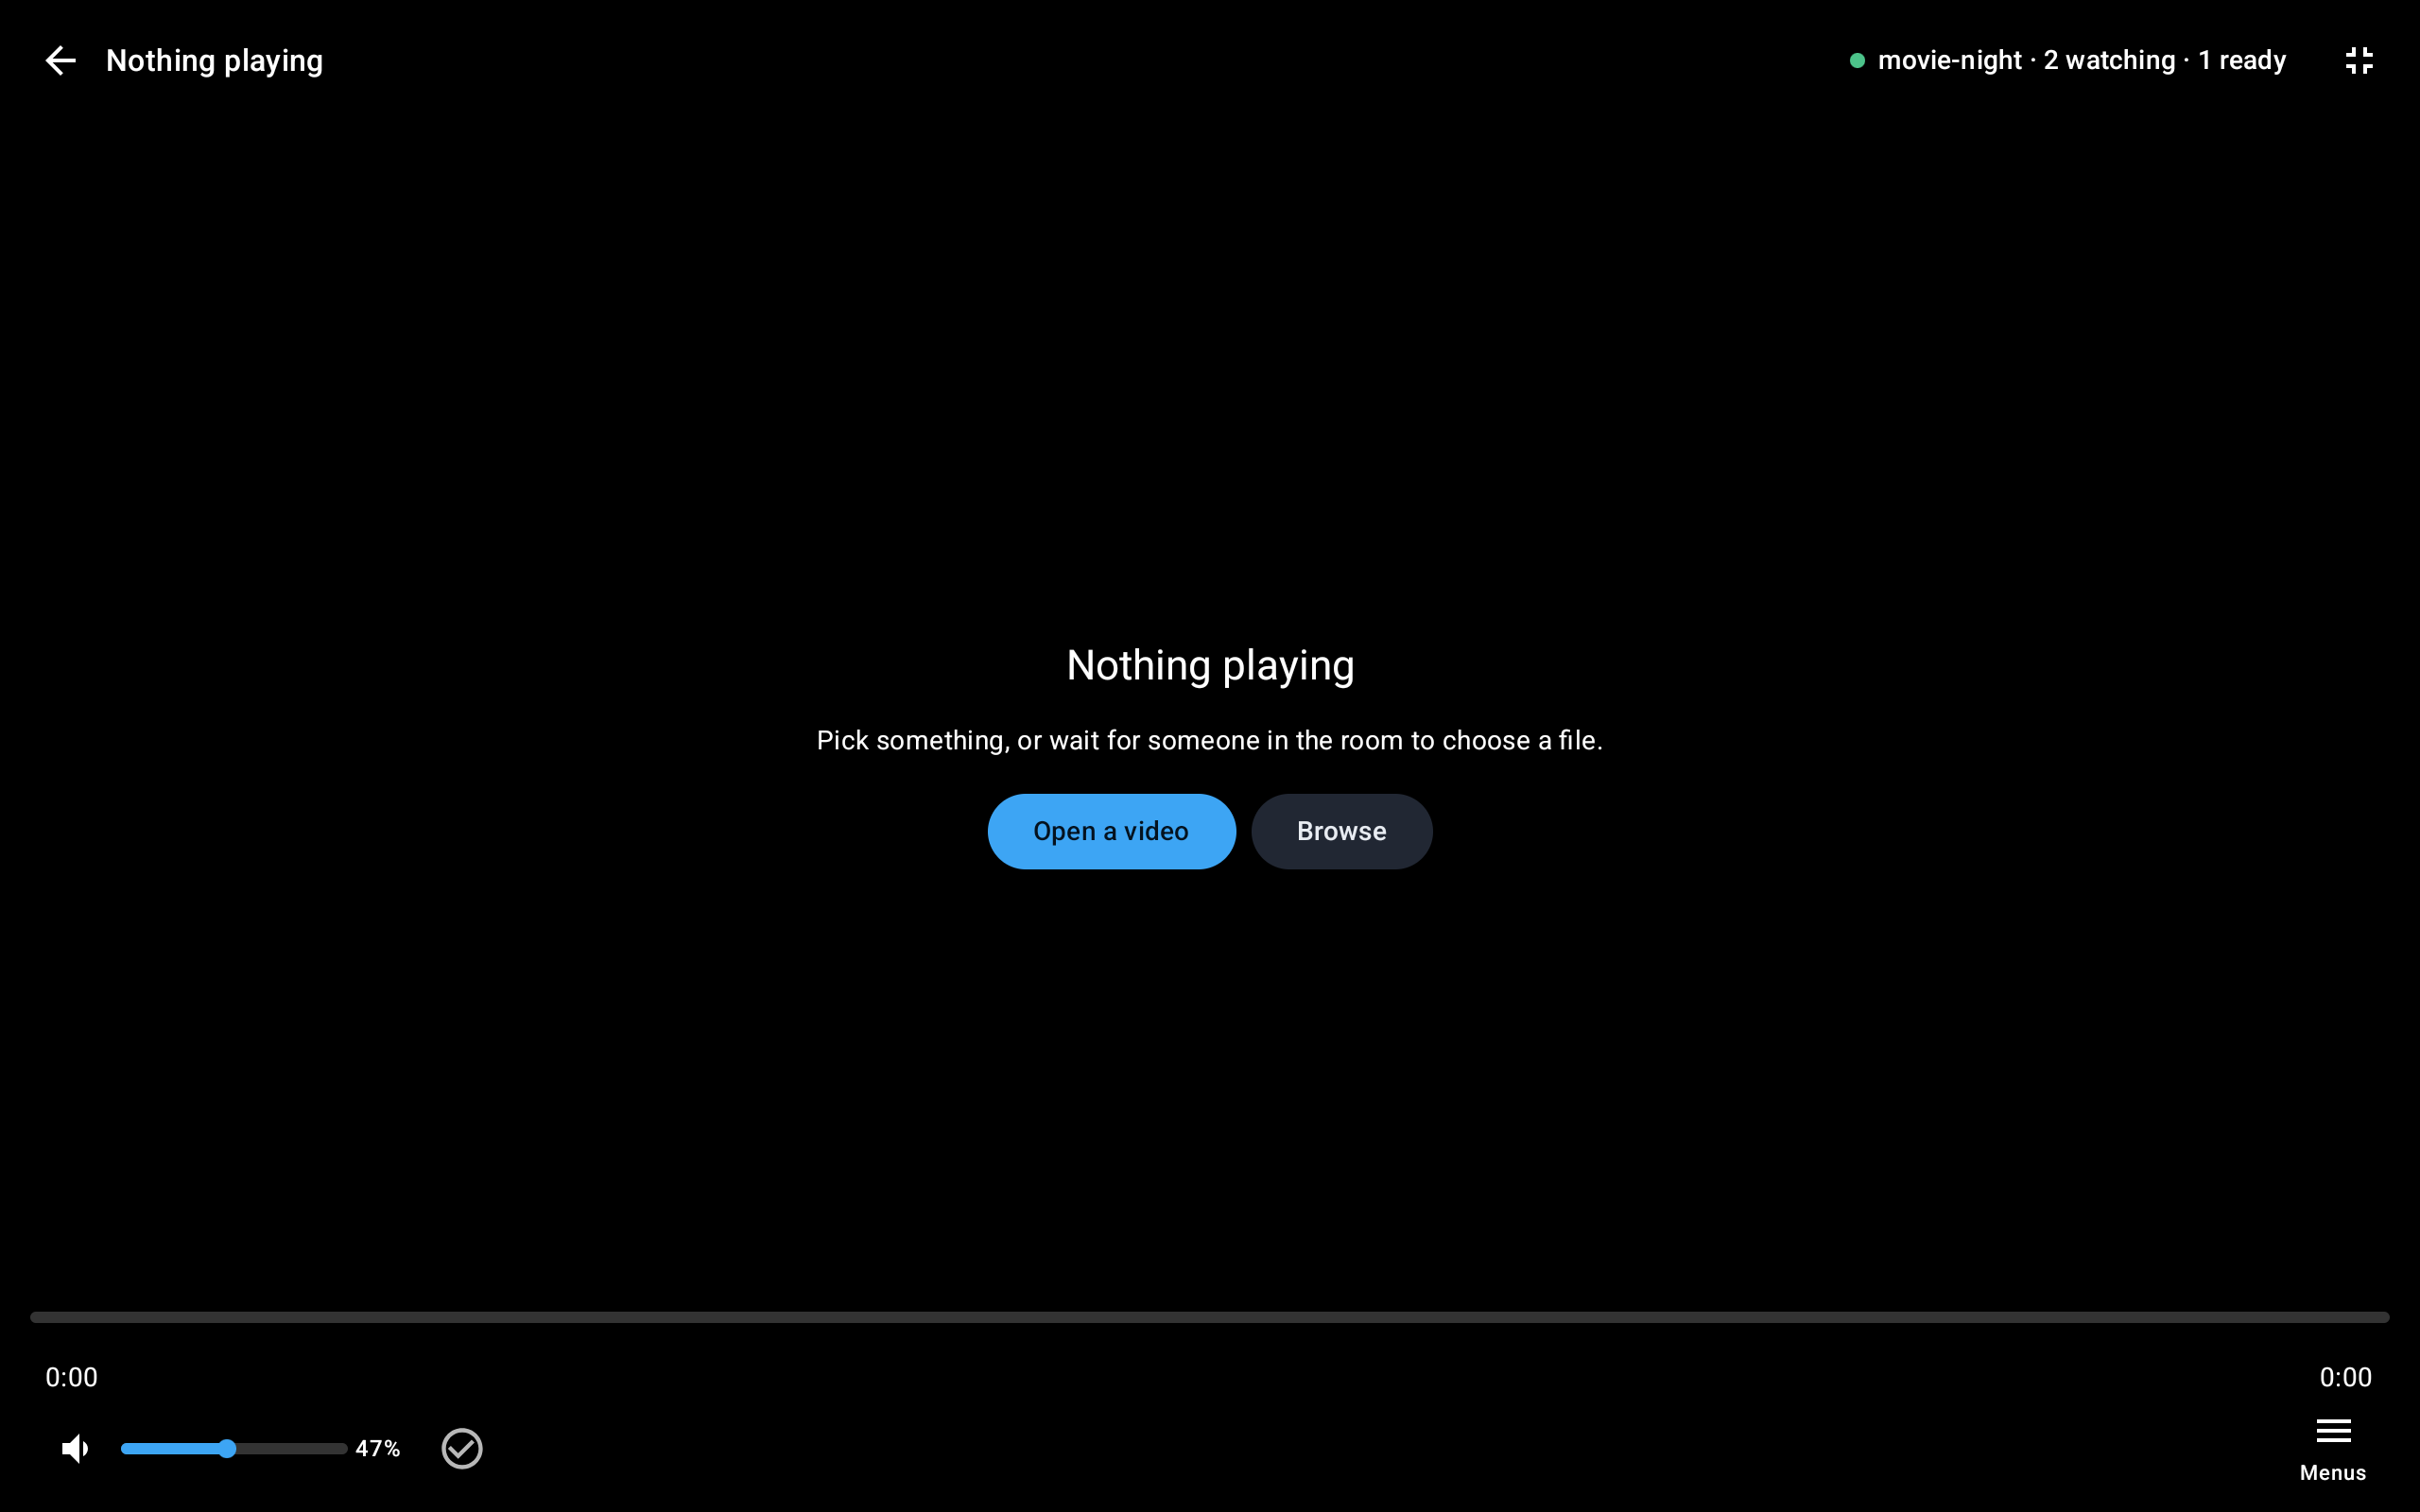 Nothing playing
movie-night · 2 watching · 1 ready
Nothing playing
Pick something, or wait for someone in the room to choose a file.
Open a video
Browse
0:00
0:00
47%
Menus